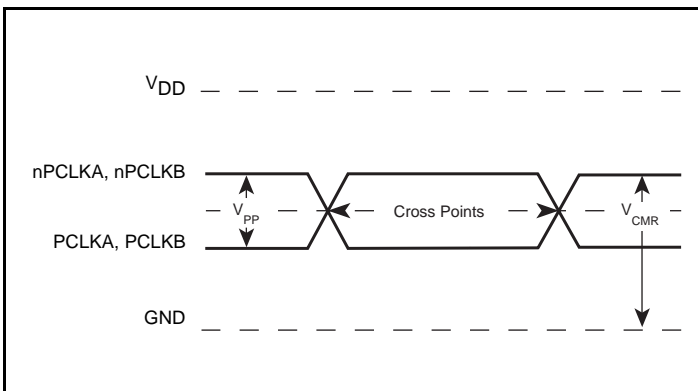 VDD
nPCLKA, nPCLKB
VPP
Cross Points
VCMR
PCLKA, PCLKB
GND